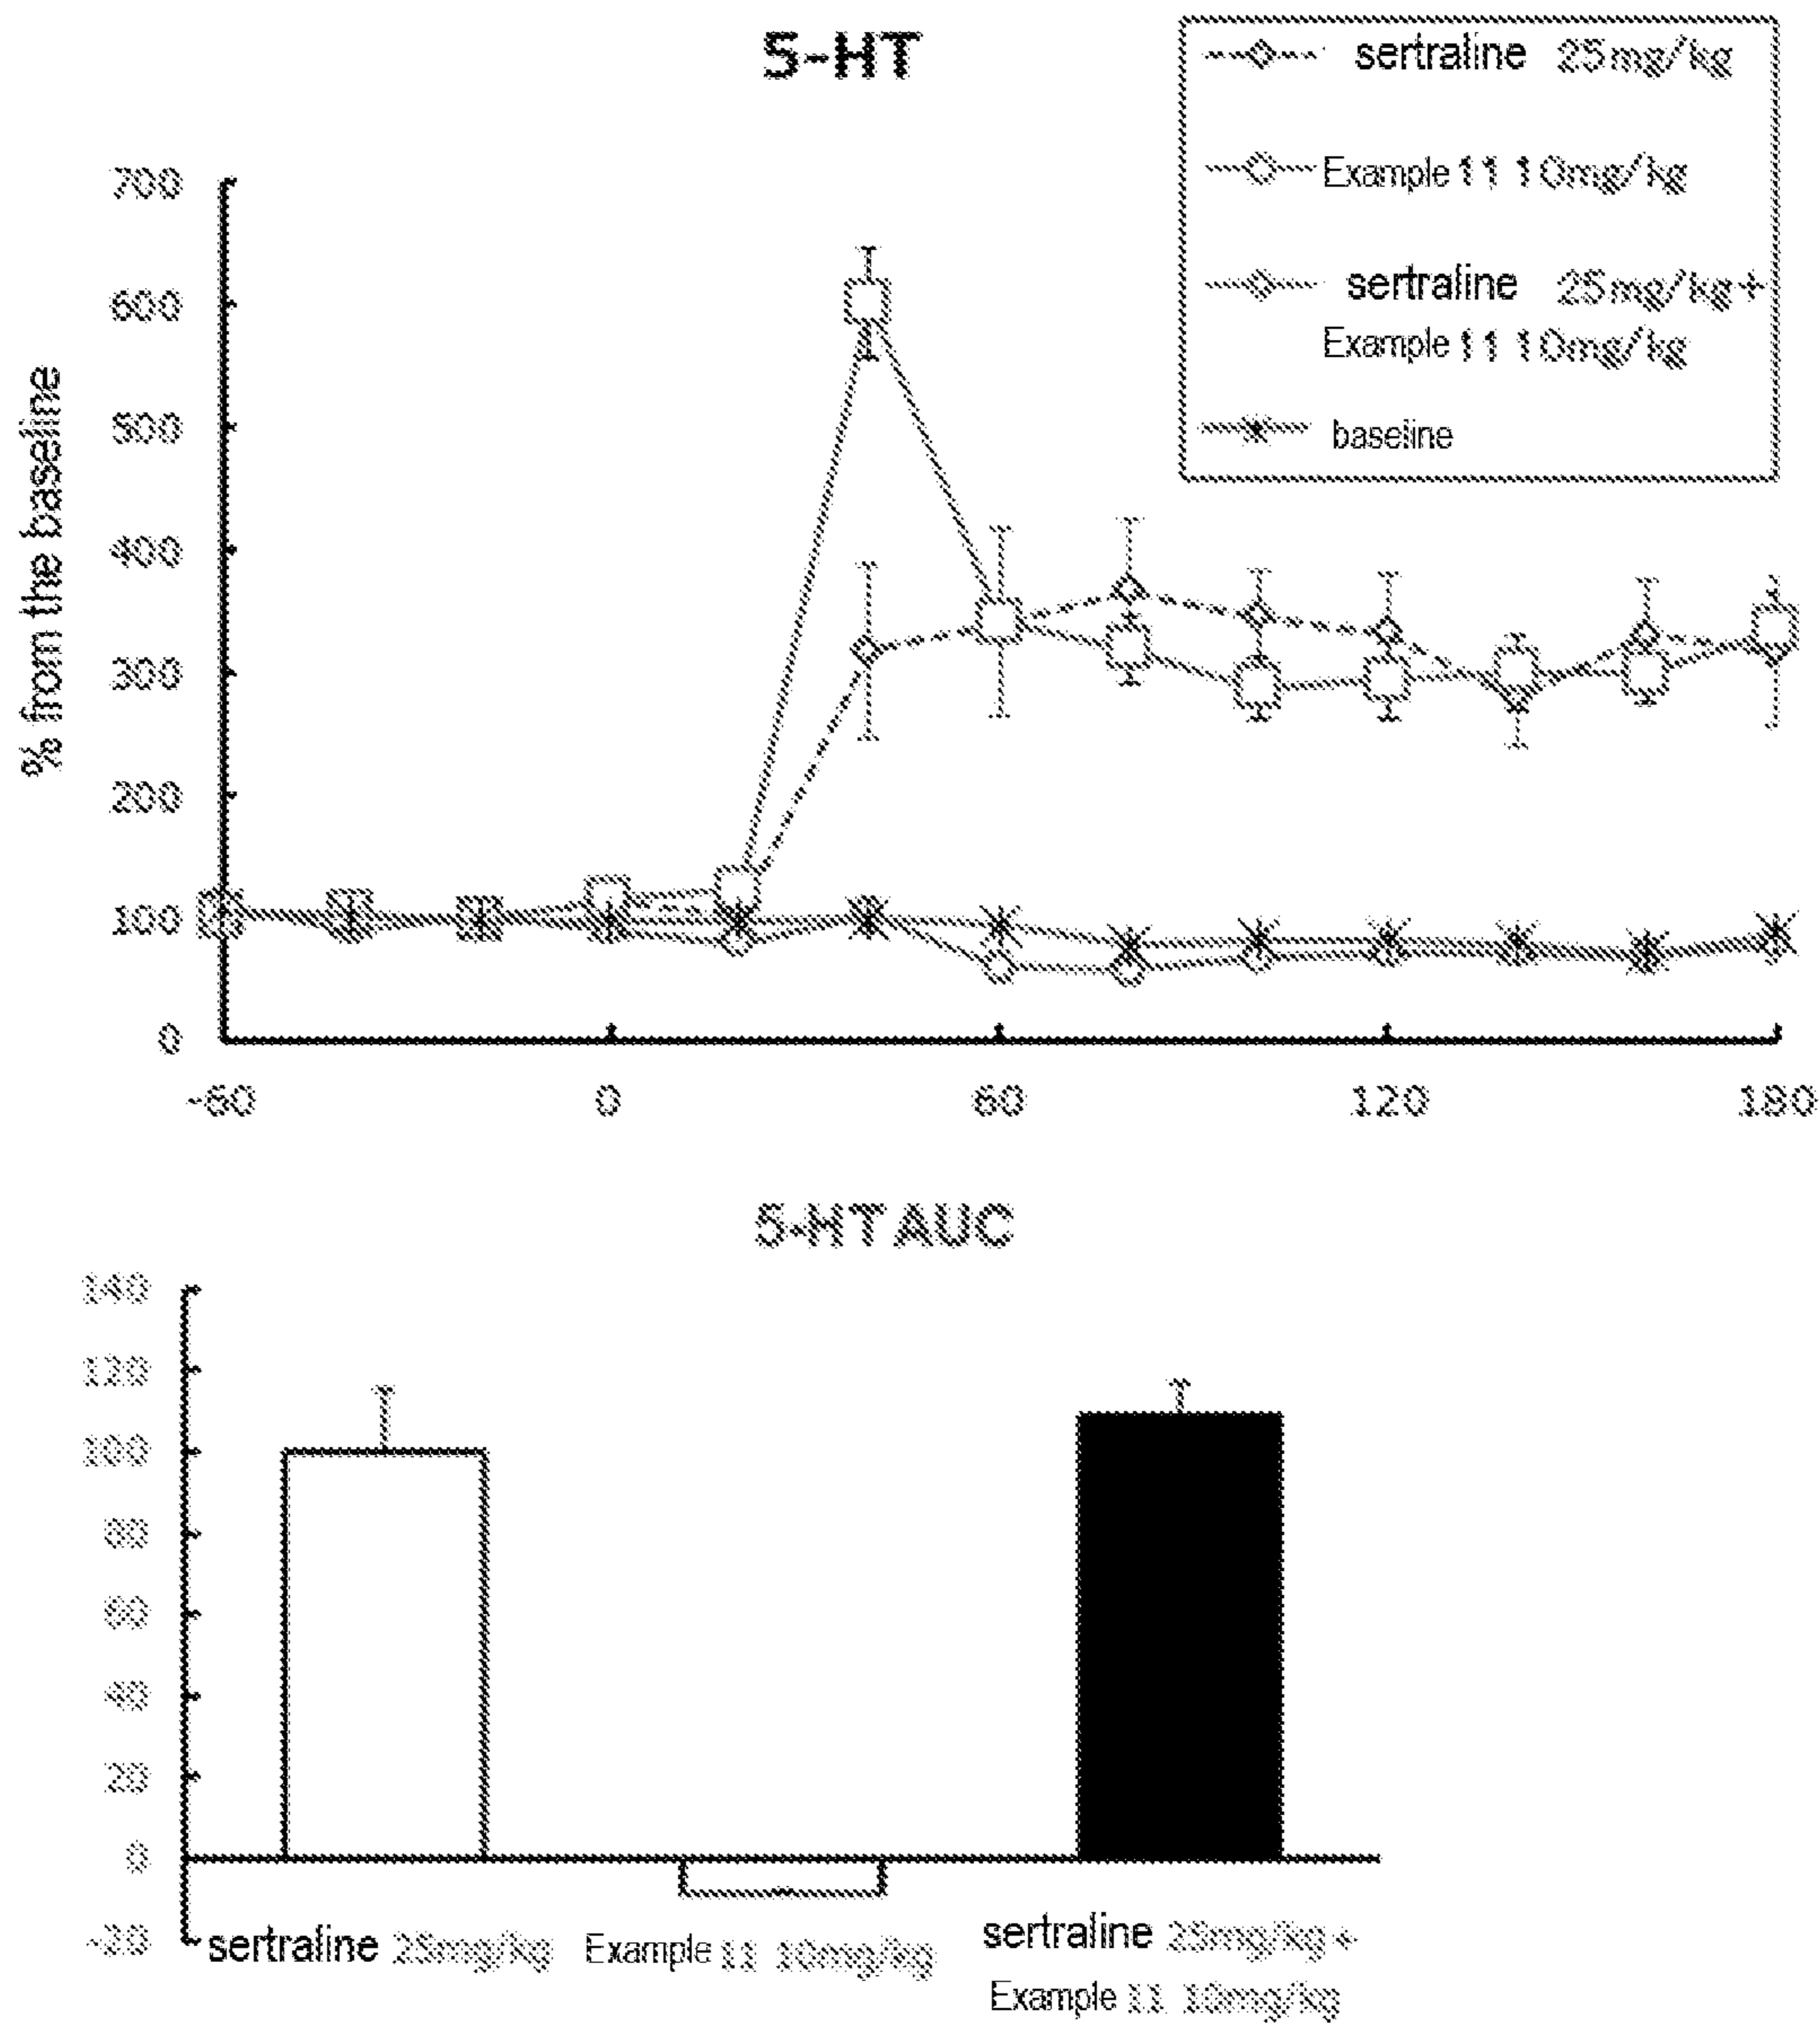 5-HT
sertraline 25mg/kg
Example 11 10mg/kg
sertraline 25mg/kg+
Example 11 10mg/kg
baseline
% from the baseline
700
600
500
400
300
200
100
0
-60 0 60 120 180
5-HT AUC
140
120
100
80
60
40
20
0
-20
sertraline 25mg/kg Example 11 10mg/kg sertraline 25mg/kg+
Example 11 10mg/kg